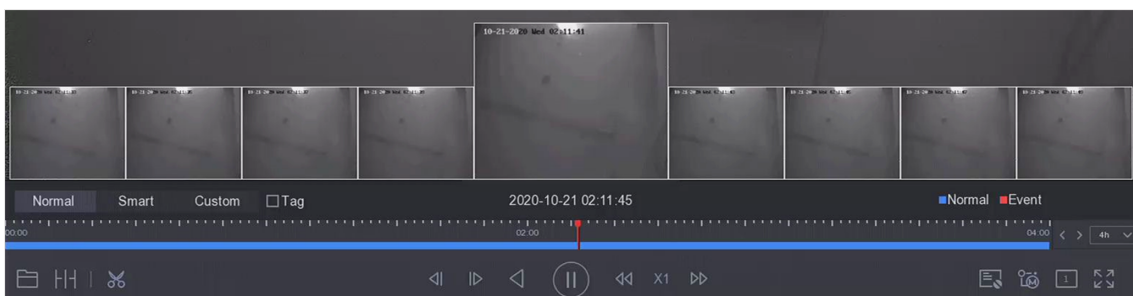 10-21-2020 Wed 02:11:41
Normal Smart Custom Tag 2020-10-21 02:11:45 Normal Event
00:00 02:00 04:00 4h
X1 1